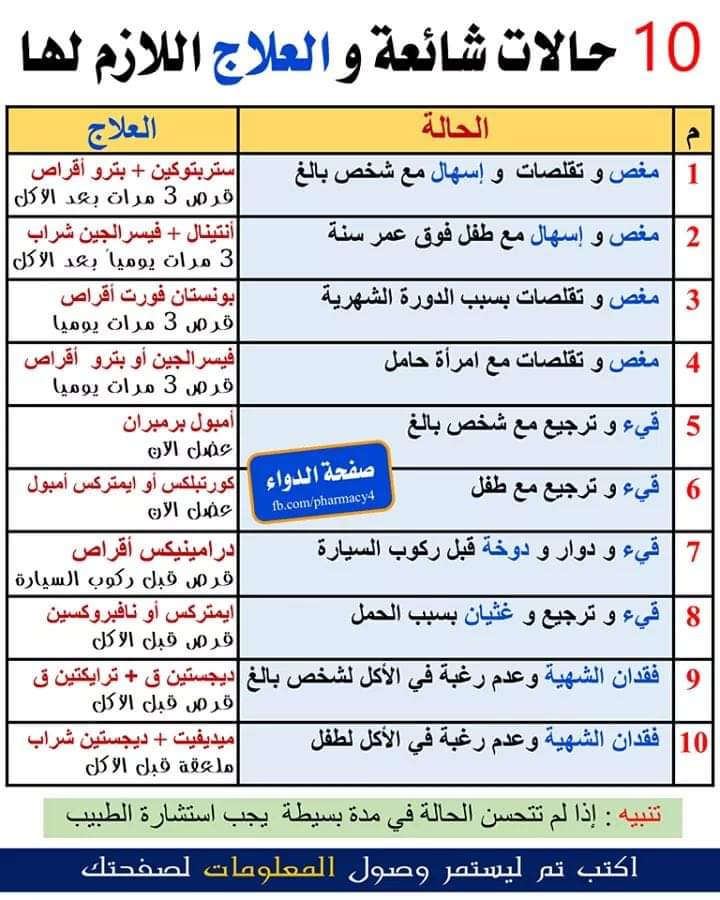 10 حالات شائعة و العلاج اللازم لها
م الحالة العلاج
1 مغص و تقلصات و إسهال مع شخص بالغ ستربتوكين + بترو أقراص
قرص 3 مرات بعد الاكل
2 مغص و إسهال مع طفل فوق عمر سنة أنتينال + فيسرالجين شراب
3 مرات يومياً بعد الاكل
3 مغص و تقلصات بسبب الدورة الشهرية بونستان فورت أقراص
قرص 3 مرات يوميا
4 مغص و تقلصات مع امرأة حامل فيسرالجين أو بترو أقراص
قرص 3 مرات يوميا
5 قيء و ترجيع مع شخص بالغ أمبول برمبران
عضل الان
6 قيء و ترجيع مع طفل كورتبلكس أو ايمتركس أمبول
عضل الان
صفحة الدواء
fb.com/pharmacy4
7 قيء و دوار و دوخة قبل ركوب السيارة درامينيكس أقراص
قرص قبل ركوب السيارة
8 قيء و ترجيع و غثيان بسبب الحمل ايمتركس أو نافيروكسين
قرص قبل الاكل
9 فقدان الشهية وعدم رغبة في الأكل لشخص بالغ ديجستين ق + ترايكتين ق
قرص قبل الاكل
10 فقدان الشهية وعدم رغبة في الأكل لطفل ميديفيت + ديجستين شراب
ملعقة قبل الاكل
تنبيه : إذا لم تتحسن الحالة في مدة بسيطة يجب استشارة الطبيب
اكتب تم ليستمر وصول المعلومات لصفحتك